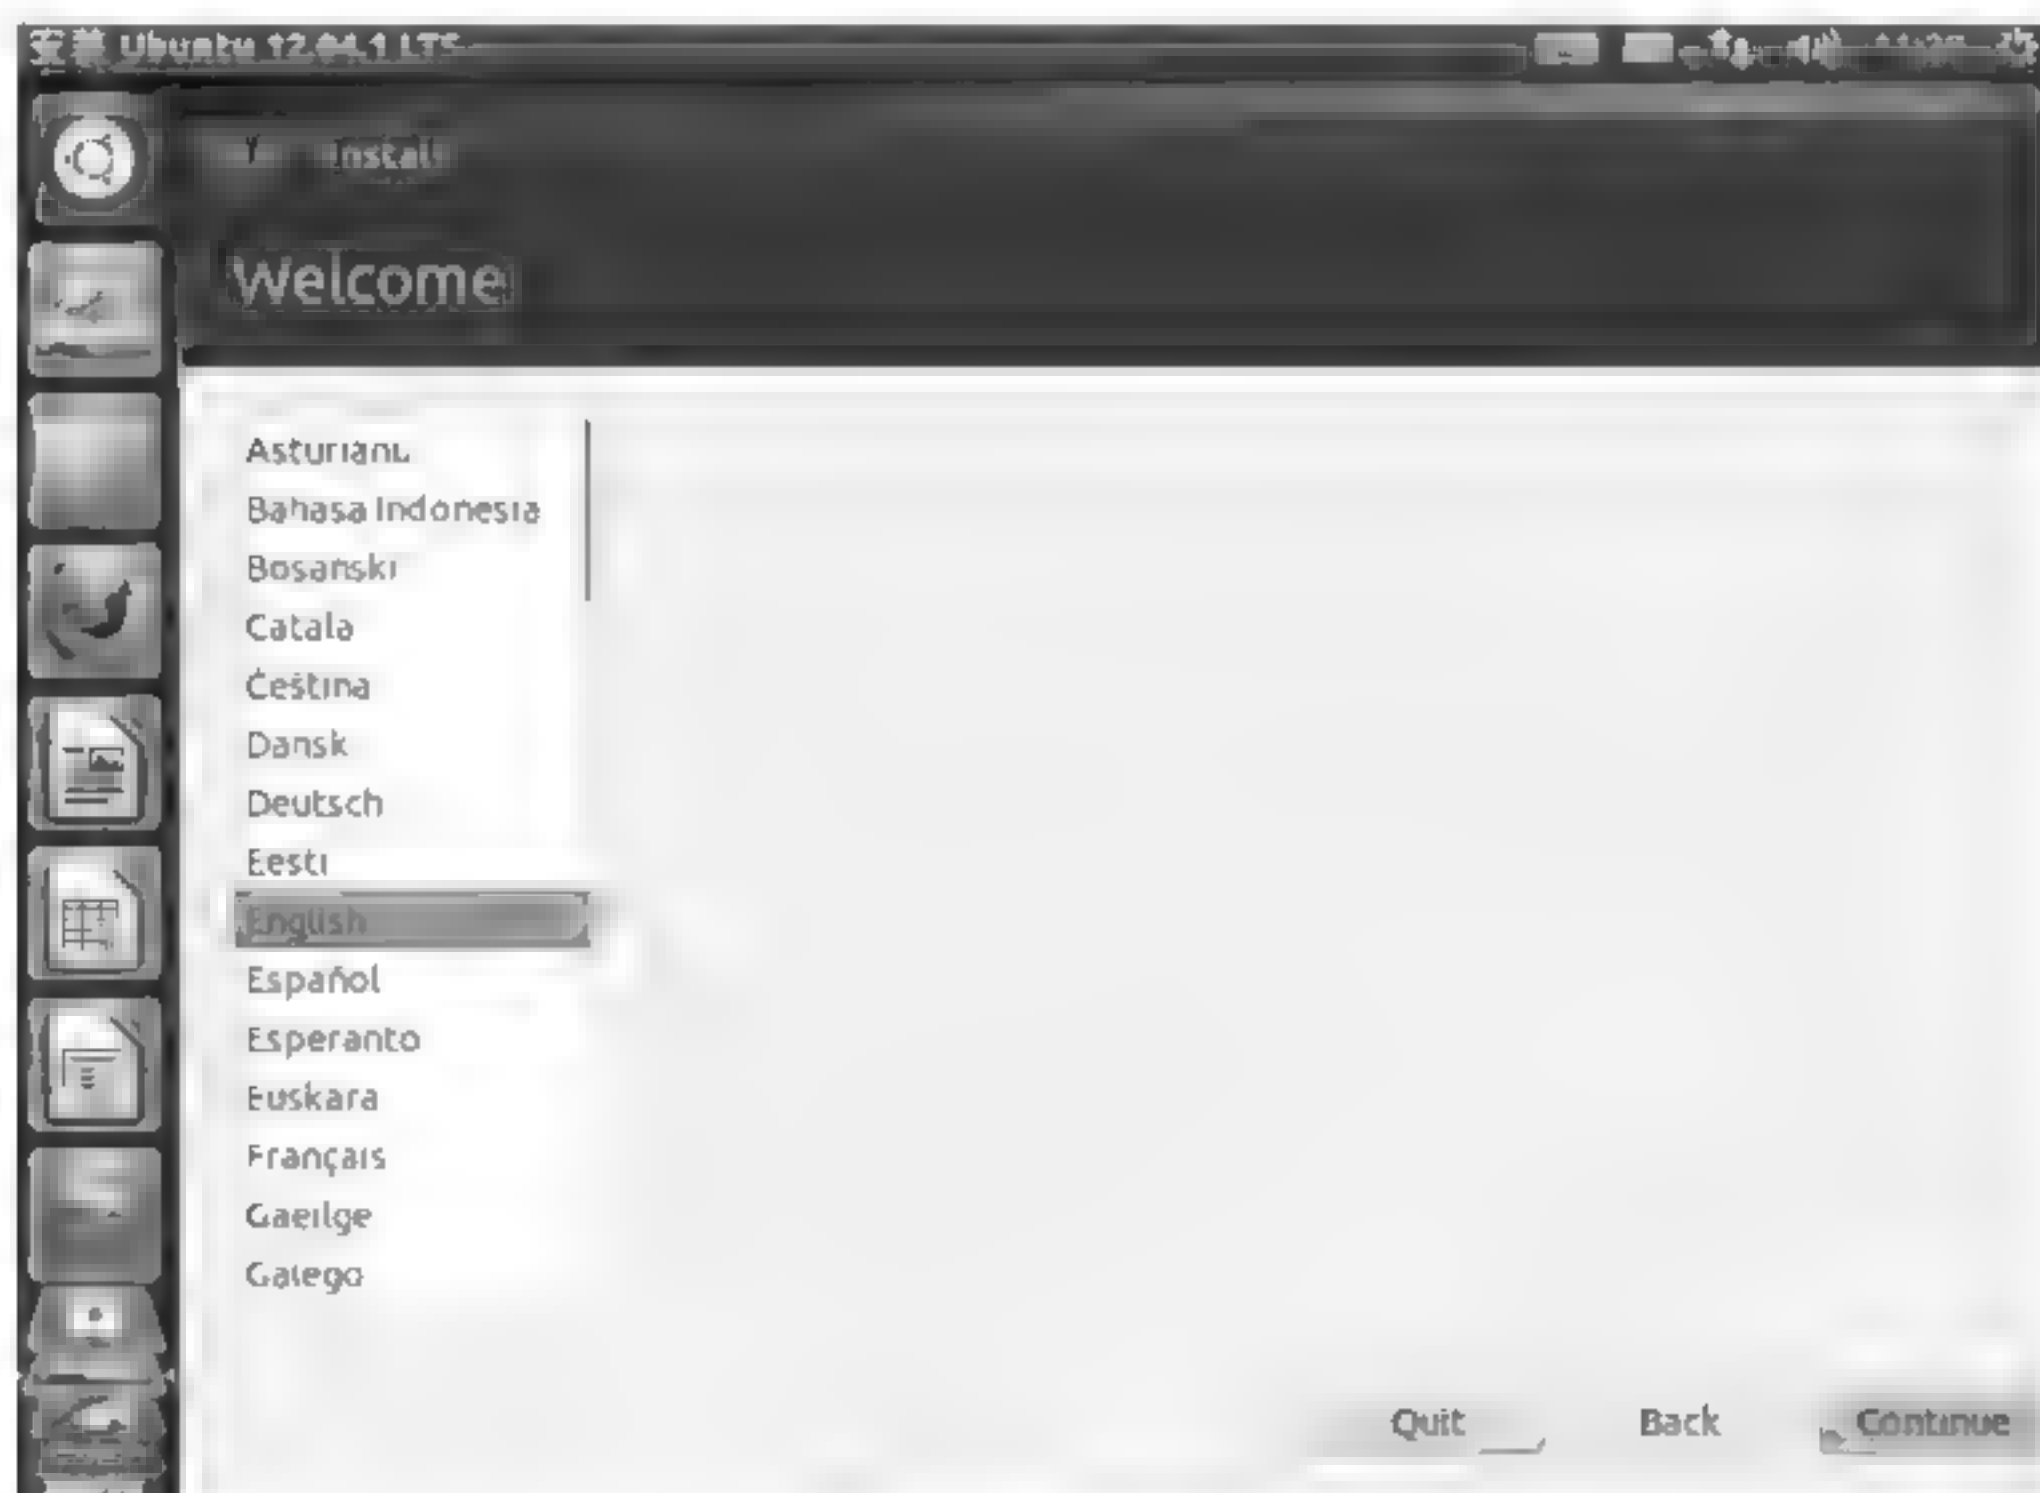 安装 Ubuntu 12.04.1 LTS
Install
Welcome
Asturianu
Bahasa Indonesia
Bosanski
Català
Čeština
Dansk
Deutsch
Eesti
English
Español
Esperanto
Euskara
Français
Gaeilge
Galego
Quit Back Continue